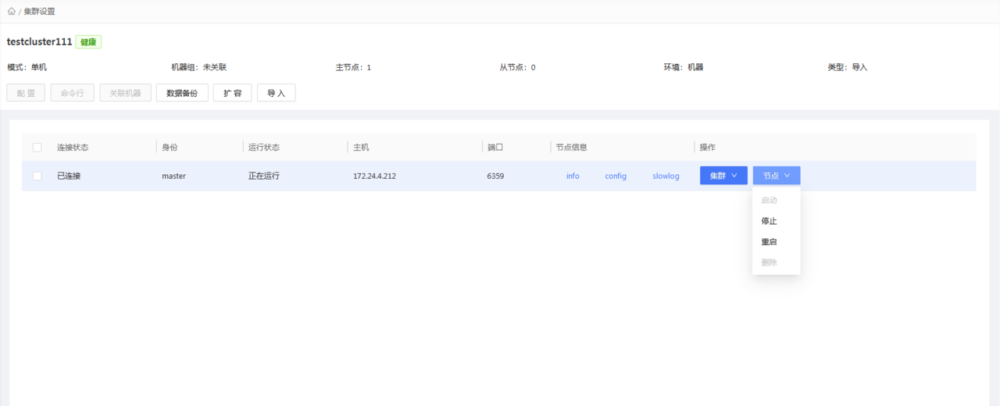 / 集群设置
testcluster111 健康
模式：单机 机器组：未关联 主节点：1 从节点：0 环境：机器 类型：导入
配 置 命令行 关联机器 数据备份 扩 容 导 入
连接状态 身份 运行状态 主机 端口 节点信息 操作
已连接 master 正在运行 172.24.4.212 6359 info config slowlog 集群 节点
启动
停止
重启
删除